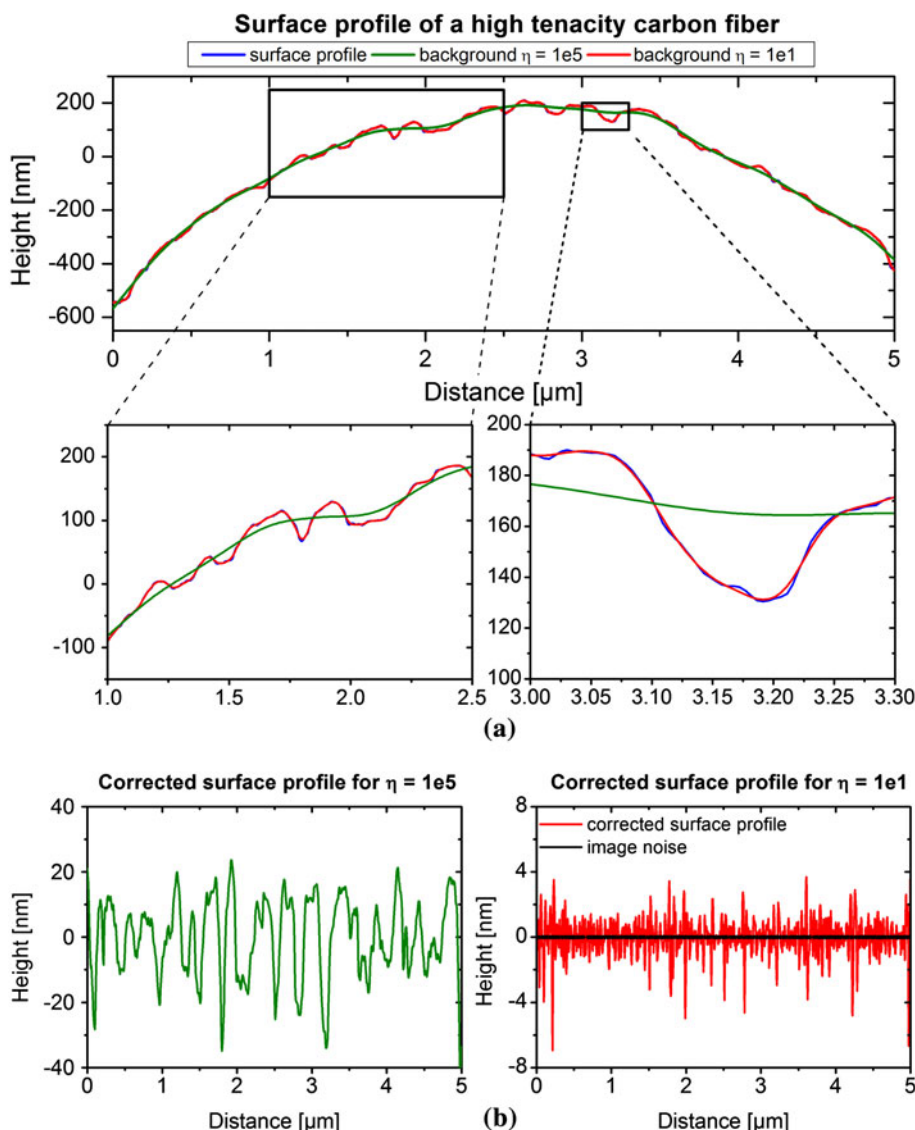 Surface profile of a high tenacity carbon fiber
surface profile background η = 1e5 background η = 1e1
200
0
-200
-400
-600
Height [nm]
0 1 2 3 4 5
Distance [µm]
200
100
0
-100
1.0 1.5 2.0 2.5
190
180
160
140
130
100
3.00 3.05 3.10 3.15 3.20 3.25 3.30
(a)
Corrected surface profile for η = 1e5
40
20
0
-20
-40
Height [nm]
0 1 2 3 4 5
Distance [µm]
Corrected surface profile for η = 1e1
corrected surface profile
image noise
8
4
0
-4
-8
Height [nm]
0 1 2 3 4 5
Distance [µm]
(b)